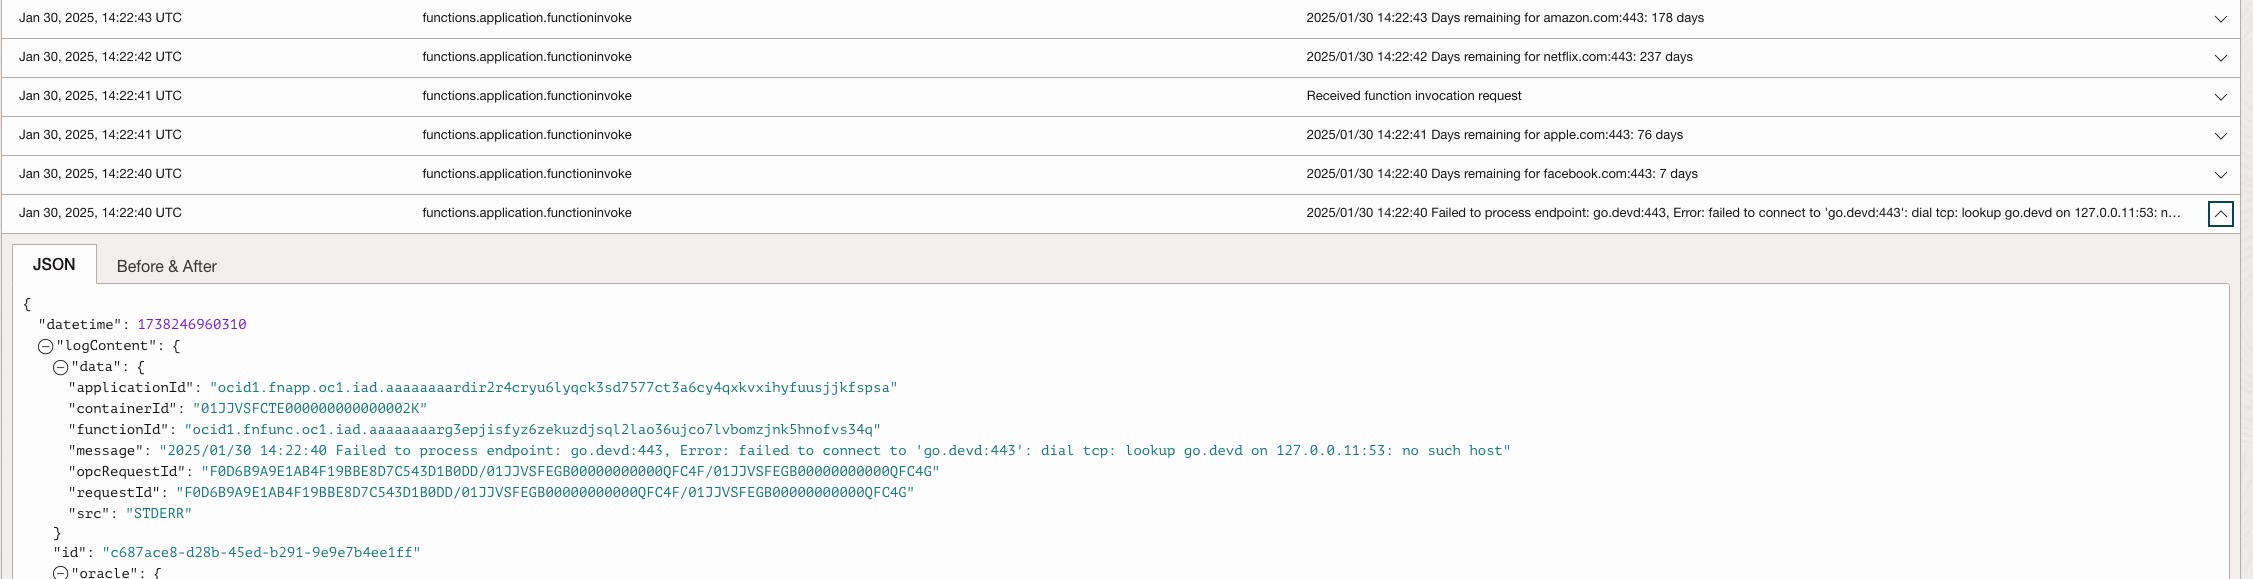 Jan 30, 2025, 14:22:43 UTC functions.application.functioninvoke 2025/01/30 14:22:43 Days remaining for amazon.com:443: 178 days
Jan 30, 2025, 14:22:42 UTC functions.application.functioninvoke 2025/01/30 14:22:42 Days remaining for netflix.com:443: 237 days
Jan 30, 2025, 14:22:41 UTC functions.application.functioninvoke Received function invocation request
Jan 30, 2025, 14:22:41 UTC functions.application.functioninvoke 2025/01/30 14:22:41 Days remaining for apple.com:443: 76 days
Jan 30, 2025, 14:22:40 UTC functions.application.functioninvoke 2025/01/30 14:22:40 Days remaining for facebook.com:443: 7 days
Jan 30, 2025, 14:22:40 UTC functions.application.functioninvoke 2025/01/30 14:22:40 Failed to process endpoint: go.devd:443, Error: failed to connect to 'go.devd:443': dial tcp: lookup go.devd on 127.0.0.11:53: n...
JSON Before & After
{
"datetime": 1738246960310
"logContent": {
"data": {
"applicationId": "ocid1.fnapp.oc1.iad.aaaaaaaardir2r4cryu6lyqck3sd7577ct3a6cy4qxkvxihyfuusjjkfspsa"
"containerId": "01JJVSFCTE000000000000002K"
"functionId": "ocid1.fnfunc.oc1.iad.aaaaaaaarg3epjisfyz6zekuzdjsql2lao36ujco7lvbomzjnk5hnofvs34q"
"message": "2025/01/30 14:22:40 Failed to process endpoint: go.devd:443, Error: failed to connect to 'go.devd:443': dial tcp: lookup go.devd on 127.0.0.11:53: no such host"
"opcRequestId": "F0D6B9A9E1AB4F19BBE8D7C543D1B0DD/01JJVSFEGB00000000000QFC4F/01JJVSFEGB00000000000QFC4G"
"requestId": "F0D6B9A9E1AB4F19BBE8D7C543D1B0DD/01JJVSFEGB00000000000QFC4F/01JJVSFEGB00000000000QFC4G"
"src": "STDERR"
}
"id": "c687ace8-d28b-45ed-b291-9e9e7b4ee1ff"
"oracle": {